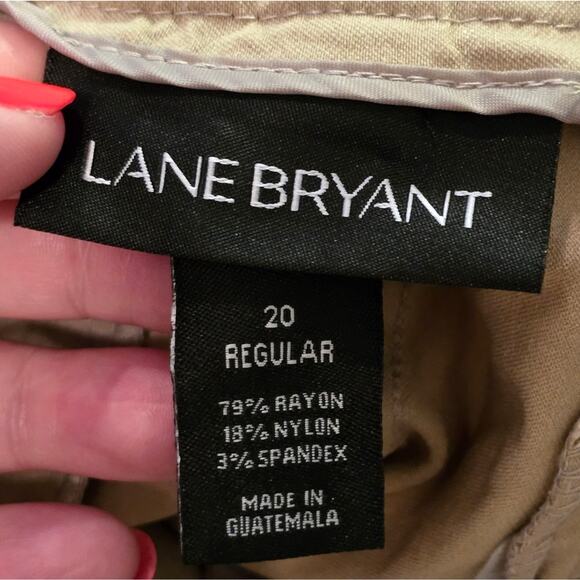 LANE BRYANT
20
REGULAR
79% RAYON
18% NYLON
3% SPANDEX
MADE IN
GUATEMALA